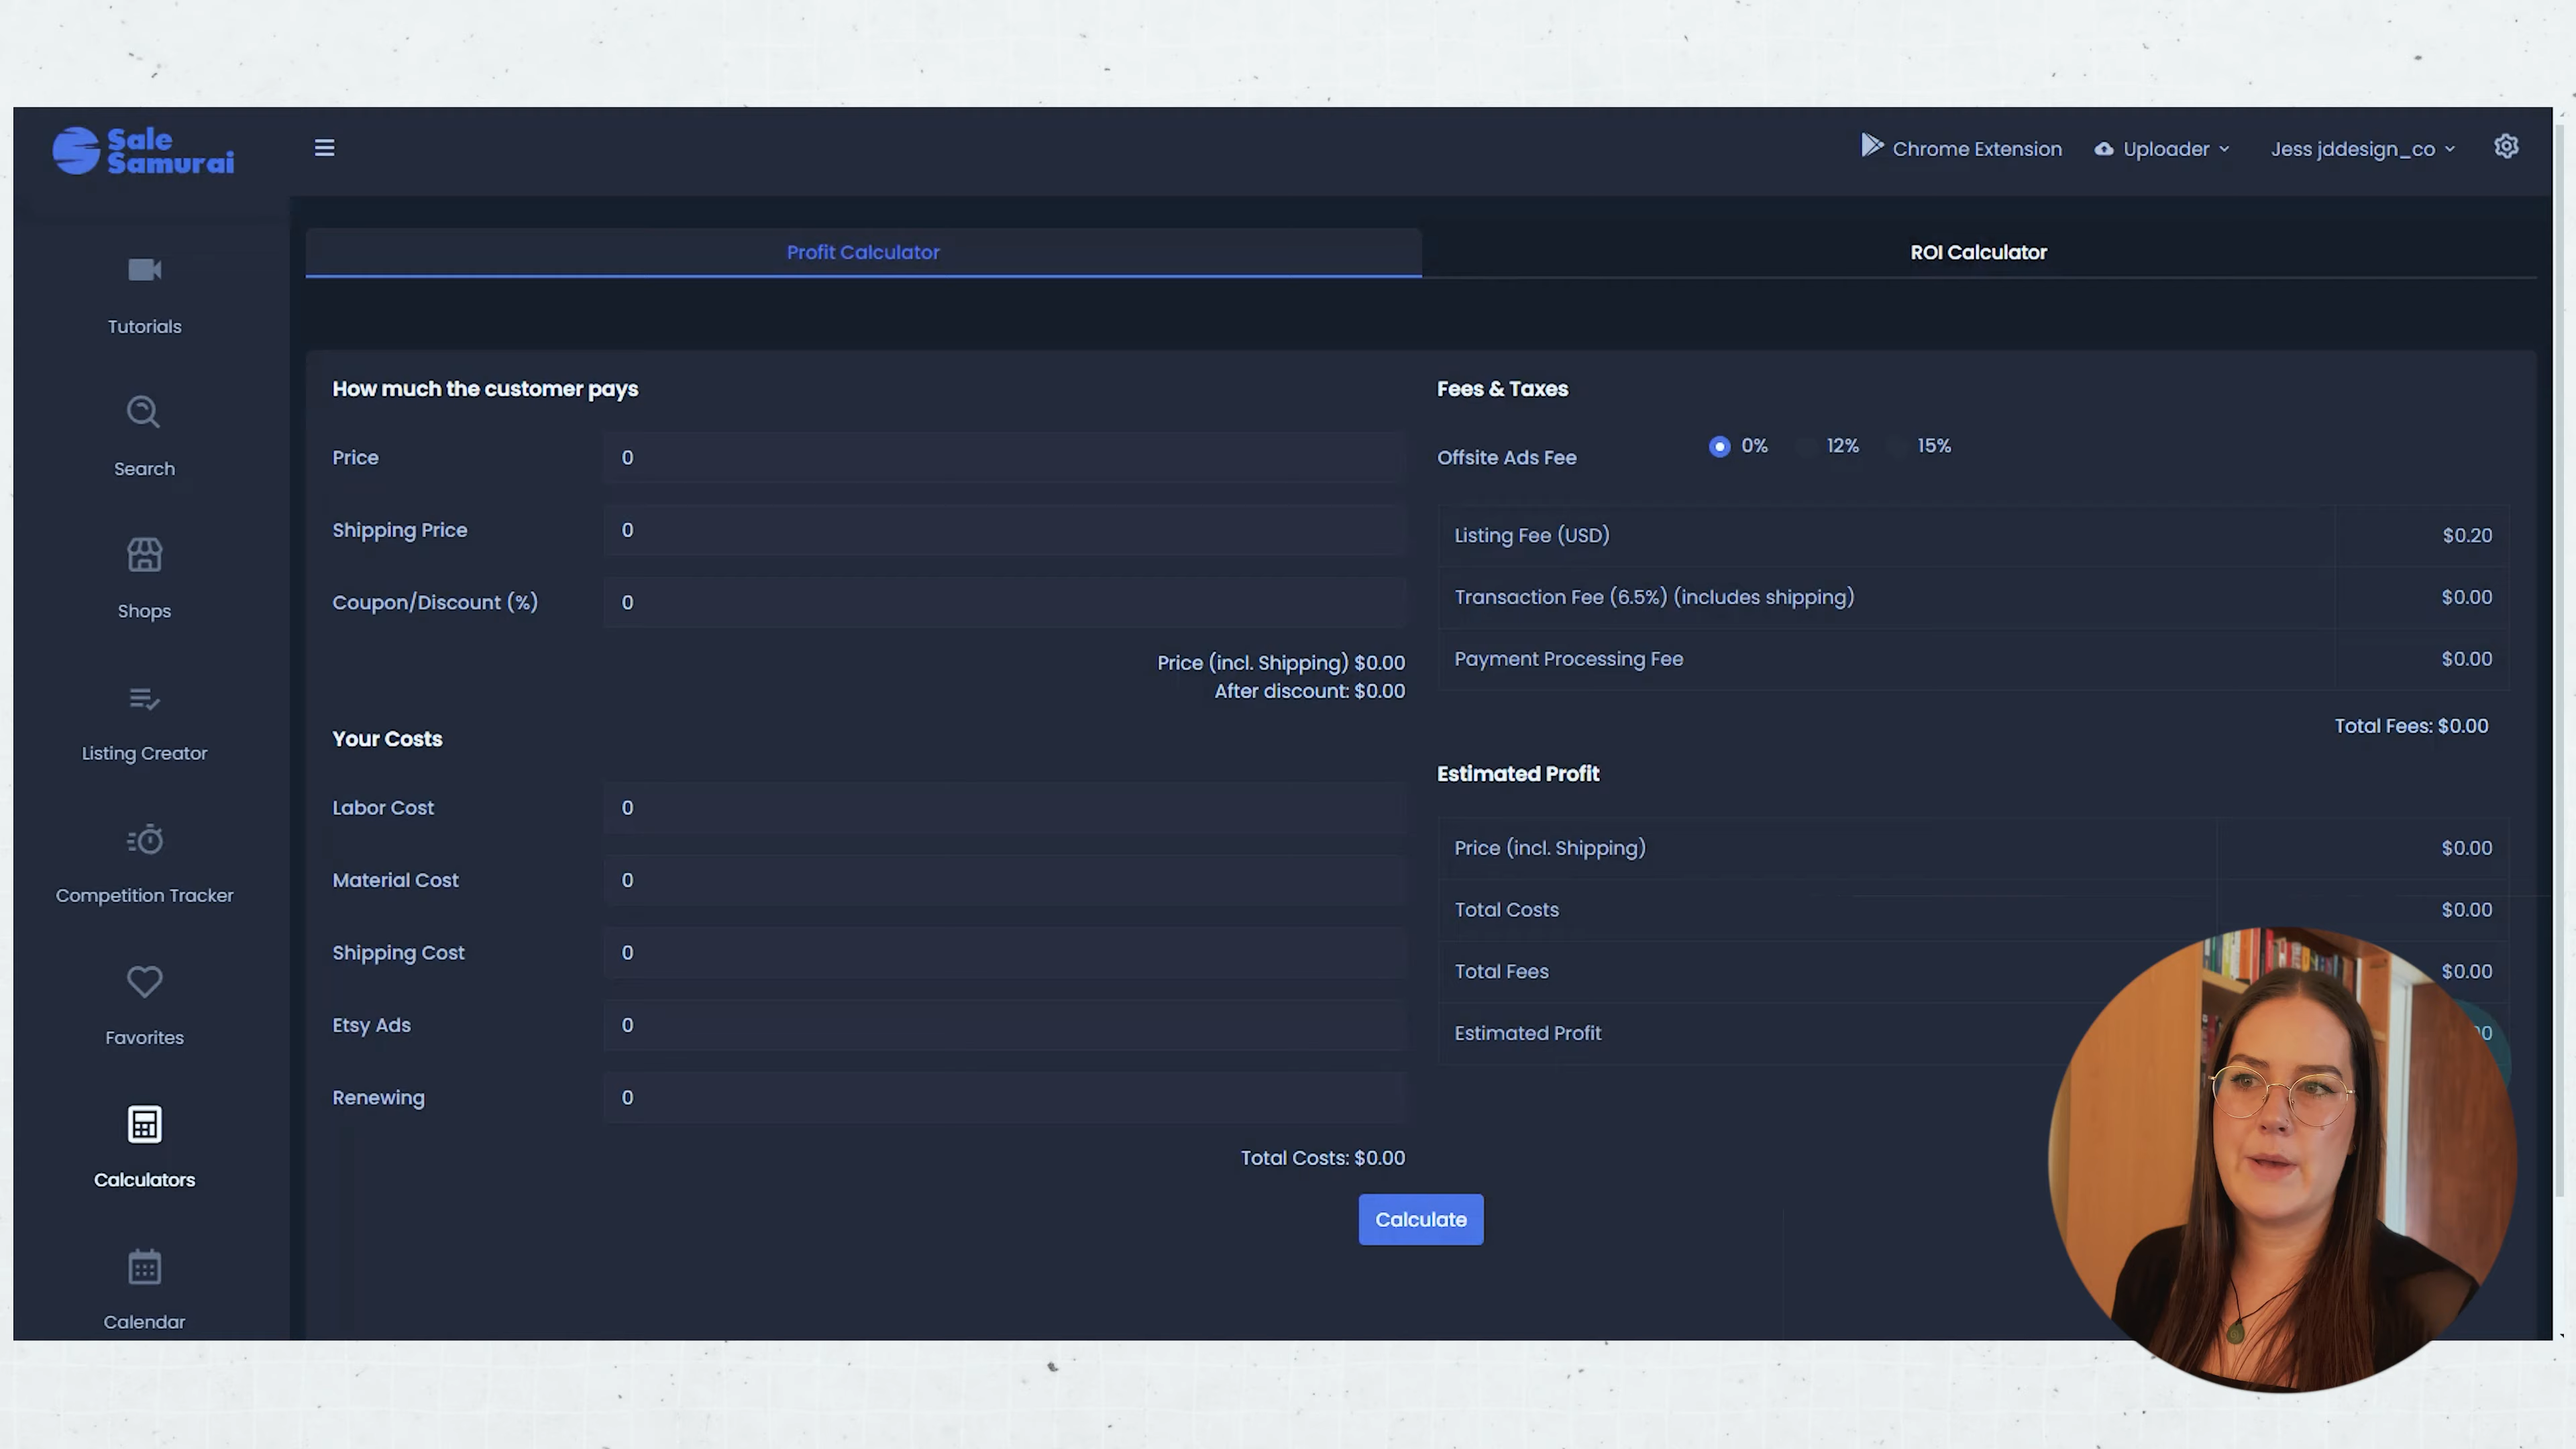 Sale
Samurai
Chrome Extension
Uploader
Jess jddesign_co
Tutorials
Search
Shops
Listing Creator
Competition Tracker
Favorites
Calculators
Calendar
Profit Calculator
ROI Calculator
How much the customer pays
Price 0
Shipping Price 0
Coupon/Discount (%) 0
Price (incl. Shipping) $0.00
After discount: $0.00
Your Costs
Labor Cost 0
Material Cost 0
Shipping Cost 0
Etsy Ads 0
Renewing 0
Total Costs: $0.00
Calculate
Fees & Taxes
Offsite Ads Fee 0% 12% 15%
Listing Fee (USD) $0.20
Transaction Fee (6.5%) (includes shipping) $0.00
Payment Processing Fee $0.00
Total Fees: $0.00
Estimated Profit
Price (incl. Shipping) $0.00
Total Costs $0.00
Total Fees $0.00
Estimated Profit